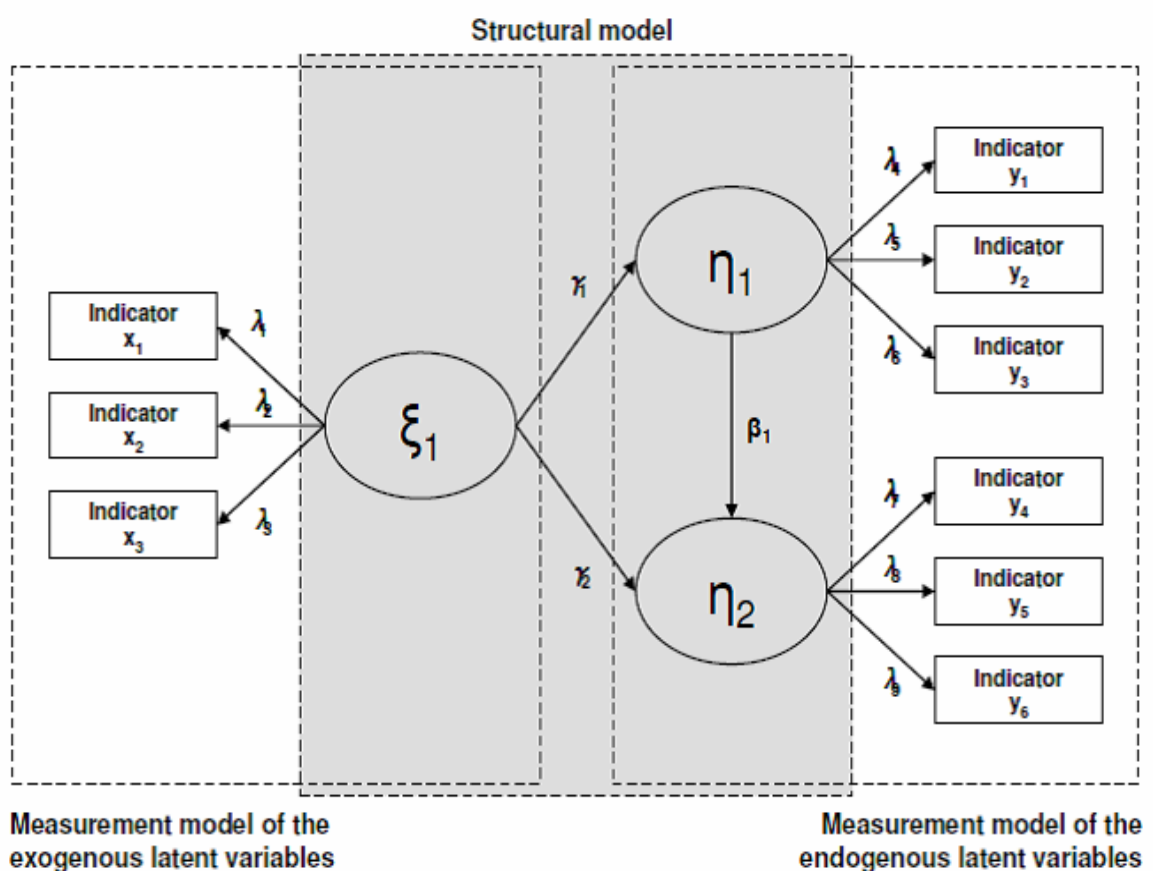 Structural model
Indicator
x₁
Indicator
x₂
Indicator
x₃
λ₁
λ₂
λ₃
ξ₁
γ₁
γ₂
η₁
β₁
η₂
λ₄
λ₅
λ₆
λ₇
λ₈
λ₉
Indicator
y₁
Indicator
y₂
Indicator
y₃
Indicator
y₄
Indicator
y₅
Indicator
y₆
Measurement model of the
exogenous latent variables
Measurement model of the
endogenous latent variables